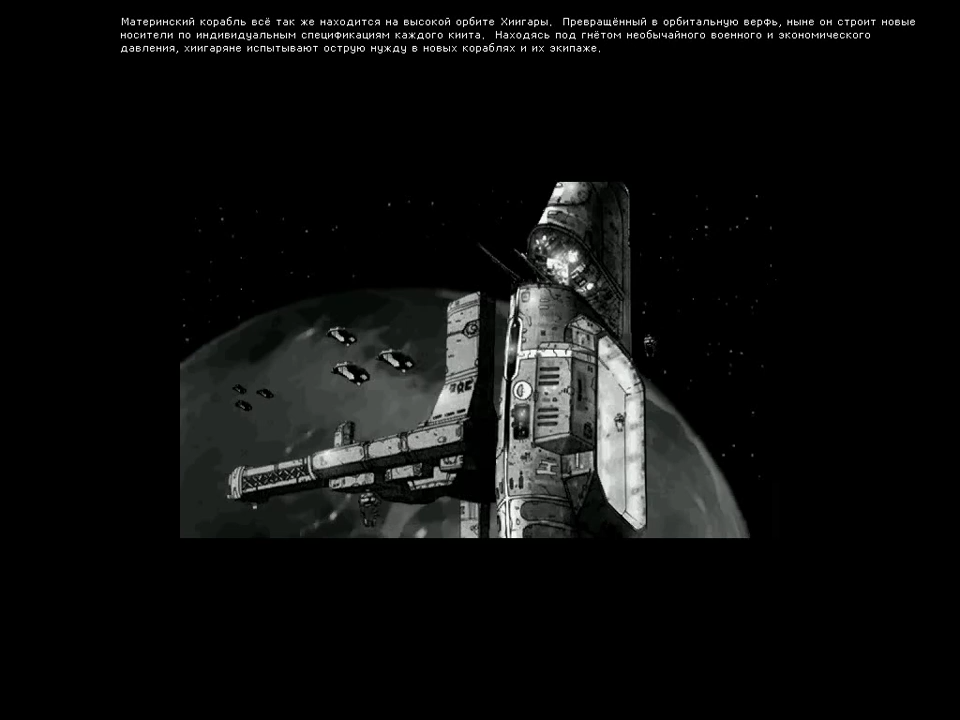 Материнский корабль всё так же находится на высокой орбите Хиигары.  Превращённый в орбитальную верфь, ныне он строит новые
носители по индивидуальным спецификациям каждого киита.  Находясь под гнётом необычайного военного и экономического
давления, хиигаряне испытывают острую нужду в новых кораблях и их экипаже.